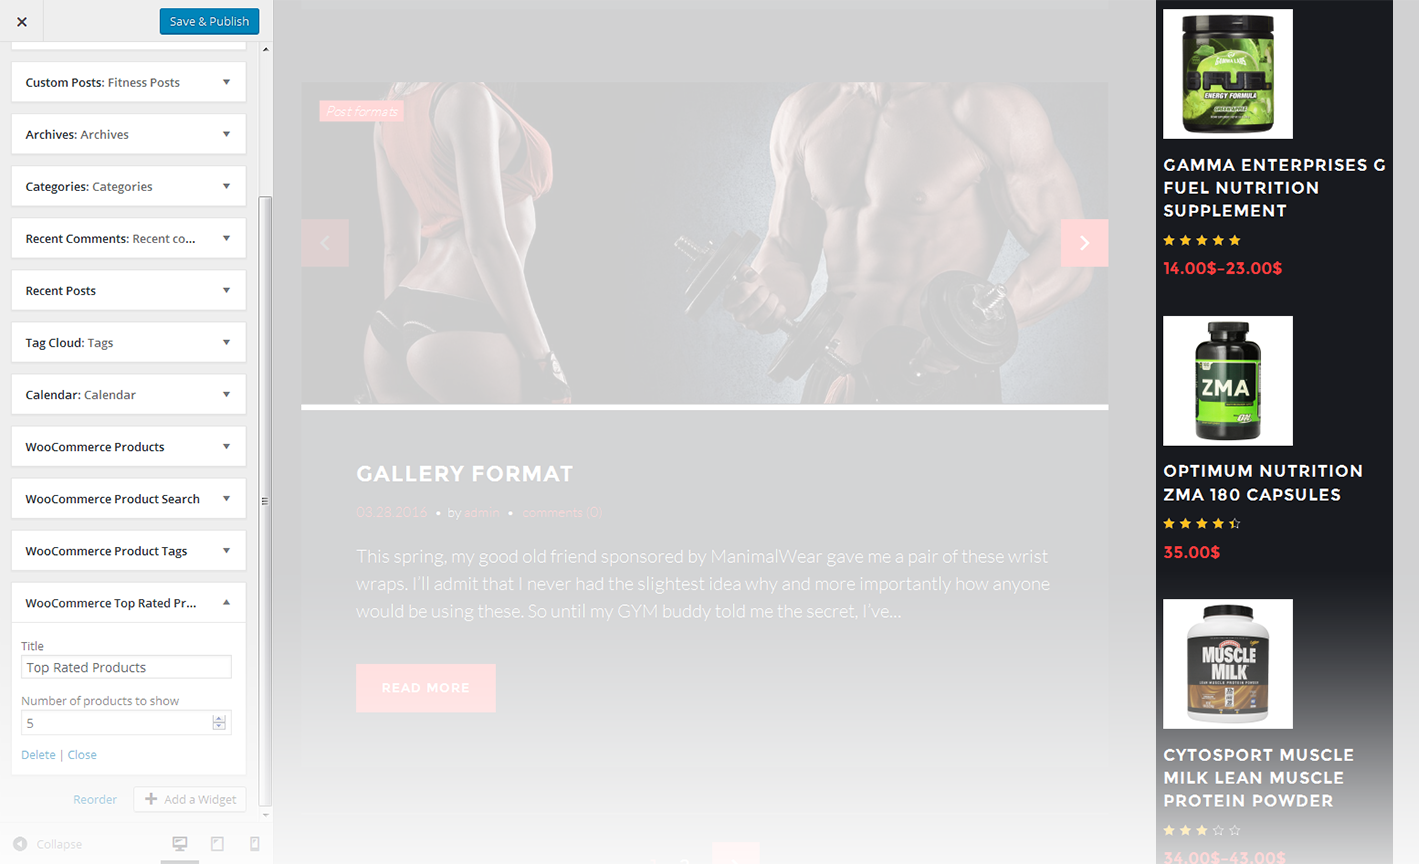 Save & Publish
Custom Posts: Fitness Posts
Archives: Archives
Categories: Categories
Recent Comments: Recent co...
Recent Posts
Tag Cloud: Tags
Calendar: Calendar
WooCommerce Products
WooCommerce Product Search
WooCommerce Product Tags
WooCommerce Top Rated Pr...
Title
Top Rated Products
Number of products to show
5
Delete | Close
Reorder
Add a Widget
Collapse
Post formats
GALLERY FORMAT
03.28.2016 • by admin • comments (0)
This spring, my good old friend sponsored by ManimalWear gave me a pair of these wrist
wraps. I'll admit that I never had the slightest idea why and more importantly how anyone
would be using these. So until my GYM buddy told me the secret, I've...
READ MORE
FUEL
ENERGY FORMULA
GAMMA ENTERPRISES G
FUEL NUTRITION
SUPPLEMENT
14.00$–23.00$
ZMA
ON
OPTIMUM NUTRITION
ZMA 180 CAPSULES
35.00$
MUSCLE
MILK
CYTOSPORT MUSCLE
MILK LEAN MUSCLE
PROTEIN POWDER
34.00$–43.00$